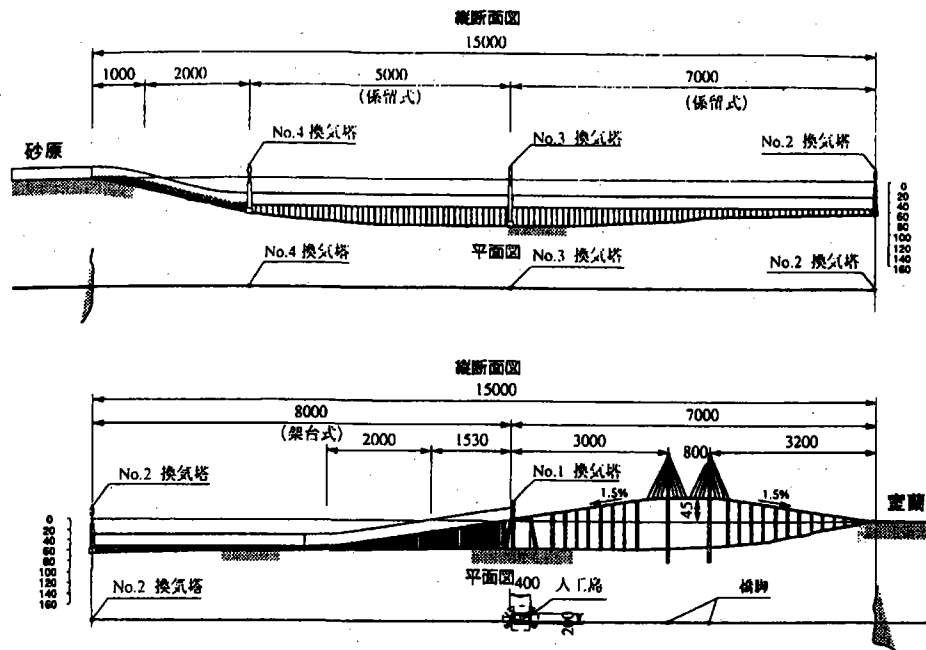 縦断面図
15000
1000
2000
5000
7000
(係留式)
(係留式)
No.4 換気塔
No.3 換気塔
No.2 換気塔
砂原
0
20
40
60
80
100
120
140
160
平面図
No.4 換気塔
No.3 換気塔
No.2 換気塔
縦断面図
15000
8000
7000
(架台式)
2000
1530
3000
800
3200
No.2 換気塔
No.1 換気塔
1.5%
1.5%
45
室蘭
0
20
40
60
80
100
120
140
160
平面図
400
No.2 換気塔
人工島
橋脚
200